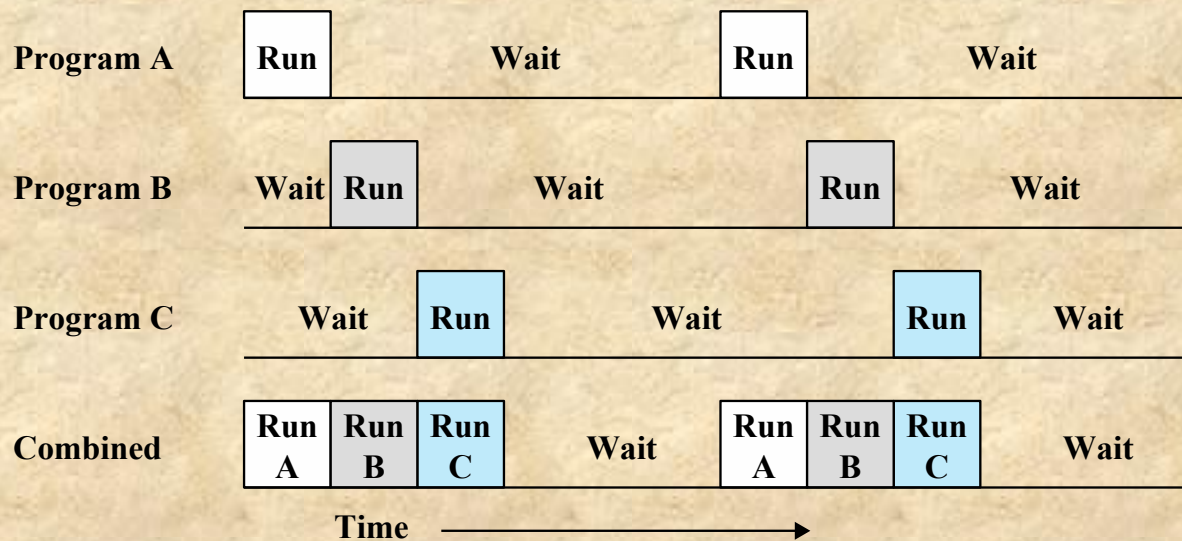 Program A Run Wait Run Wait
Program B Wait Run Wait Run Wait
Program C Wait Run Wait Run Wait
Combined Run A Run B Run C Wait Run A Run B Run C Wait
Time